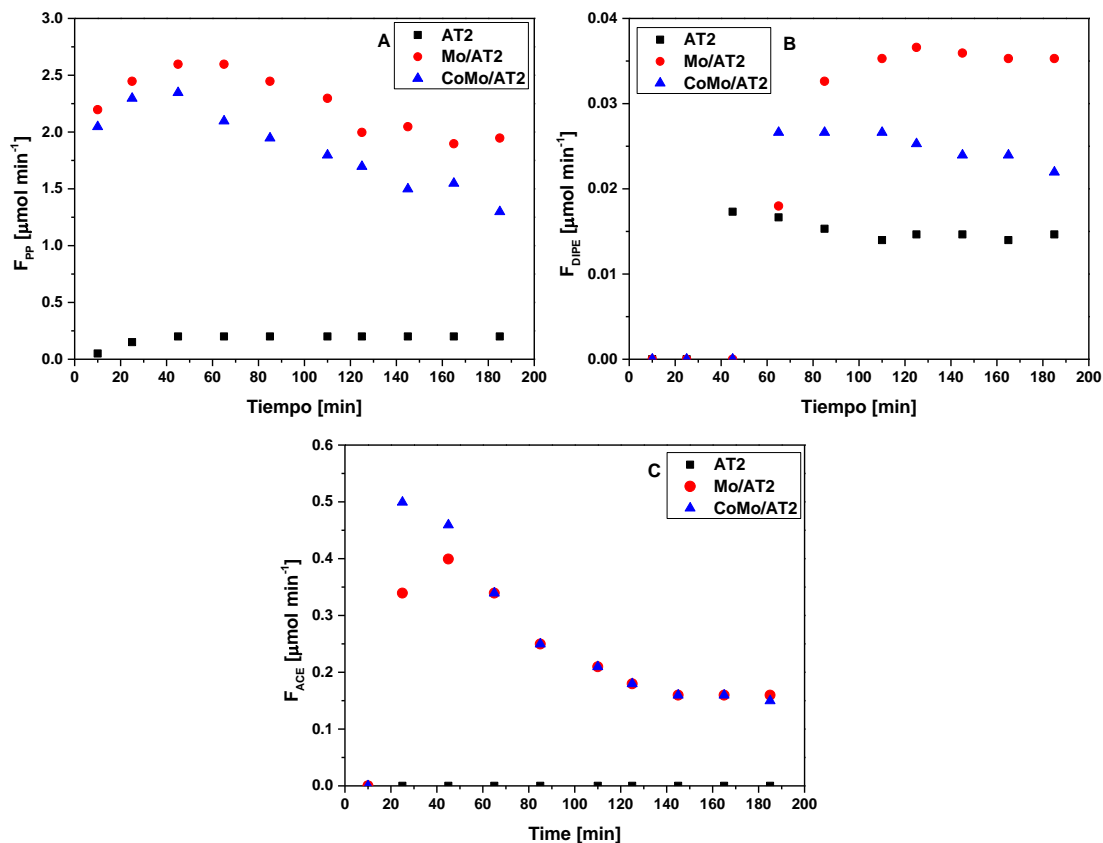 A
AT2
Mo/AT2
CoMo/AT2
3.0
2.5
2.0
1.5
1.0
0.5
0.0
F_PP [µmol min⁻¹]
0 20 40 60 80 100 120 140 160 180 200
Tiempo [min]
B
AT2
Mo/AT2
CoMo/AT2
0.04
0.03
0.02
0.01
0.00
F_DIPE [µmol min⁻¹]
0 20 40 60 80 100 120 140 160 180 200
Tiempo [min]
C
AT2
Mo/AT2
CoMo/AT2
0.6
0.5
0.4
0.3
0.2
0.1
0.0
F_ACE [µmol min⁻¹]
0 20 40 60 80 100 120 140 160 180 200
Time [min]